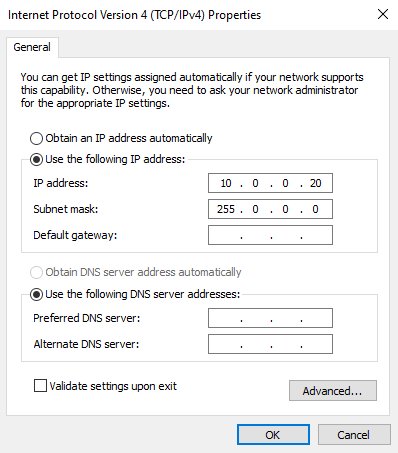 Internet Protocol Version 4 (TCP/IPv4) Properties
General
You can get IP settings assigned automatically if your network supports
this capability. Otherwise, you need to ask your network administrator
for the appropriate IP settings.
Obtain an IP address automatically
Use the following IP address:
IP address: 10 . 0 . 0 . 20
Subnet mask: 255 . 0 . 0 . 0
Default gateway: . . .
Obtain DNS server address automatically
Use the following DNS server addresses:
Preferred DNS server: . . .
Alternate DNS server: . . .
Validate settings upon exit
Advanced...
OK Cancel